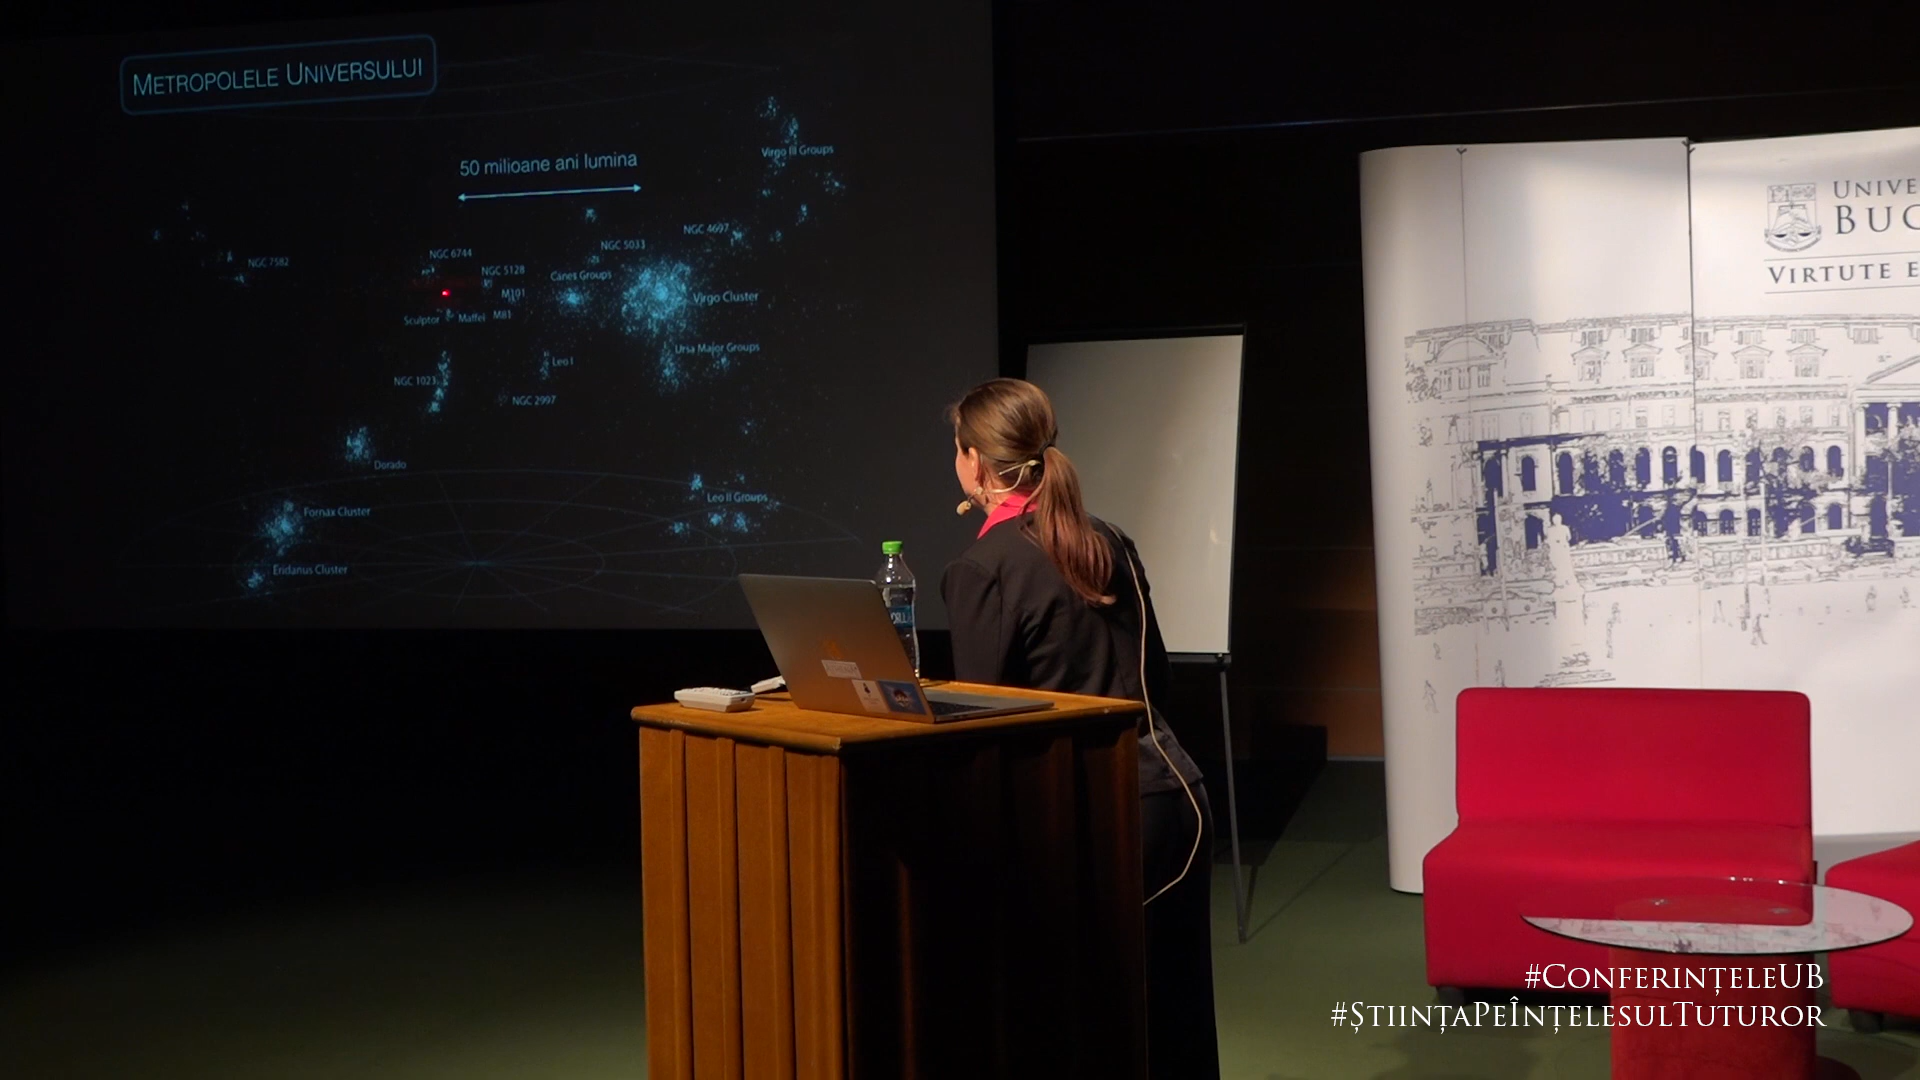 METROPOLELE UNIVERSULUI
50 milioane ani lumina
Virgo III Groups
NGC 4697
NGC 5033
NGC 6744
NGC 7582
NGC 5128
Canes Groups
M101
Virgo Cluster
Sculptor
Maffei
M81
Ursa Major Groups
Leo I
NGC 1023
NGC 2997
Dorado
Leo II Groups
Fornax Cluster
Eridanus Cluster
UNIVE
BUC
VIRTUTE E
#CONFERINȚELEUB
#ȘTIINȚAPEÎNȚELESULTUTUROR